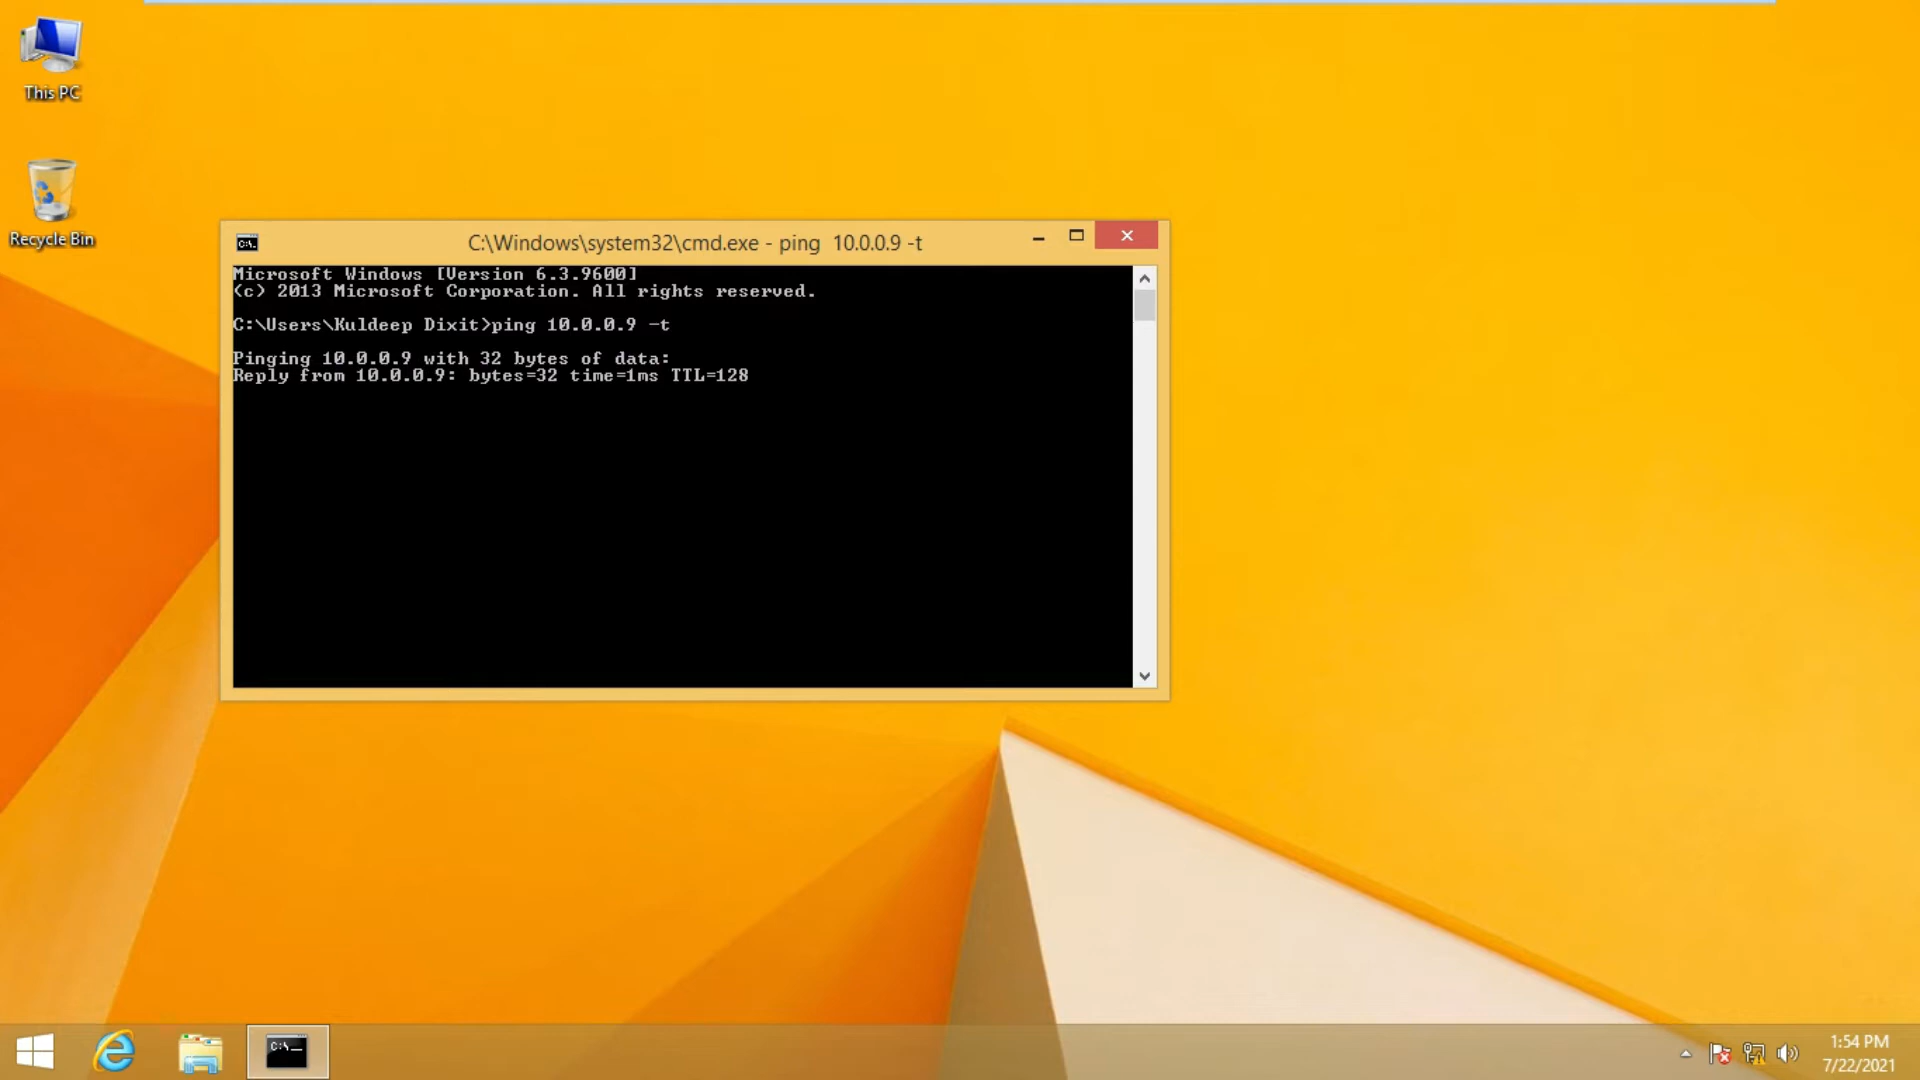 This PC
Recycle Bin
C:\Windows\system32\cmd.exe - ping  10.0.0.9 -t
Microsoft Windows [Version 6.3.9600]
(c) 2013 Microsoft Corporation. All rights reserved.
C:\Users\Kuldeep Dixit>ping 10.0.0.9 -t
Pinging 10.0.0.9 with 32 bytes of data:
Reply from 10.0.0.9: bytes=32 time=1ms TTL=128
1:54 PM
7/22/2021